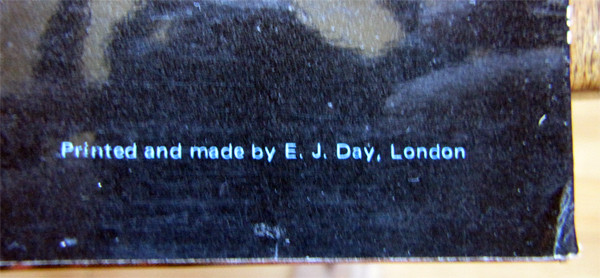 Printed and made by E. J. Day, London